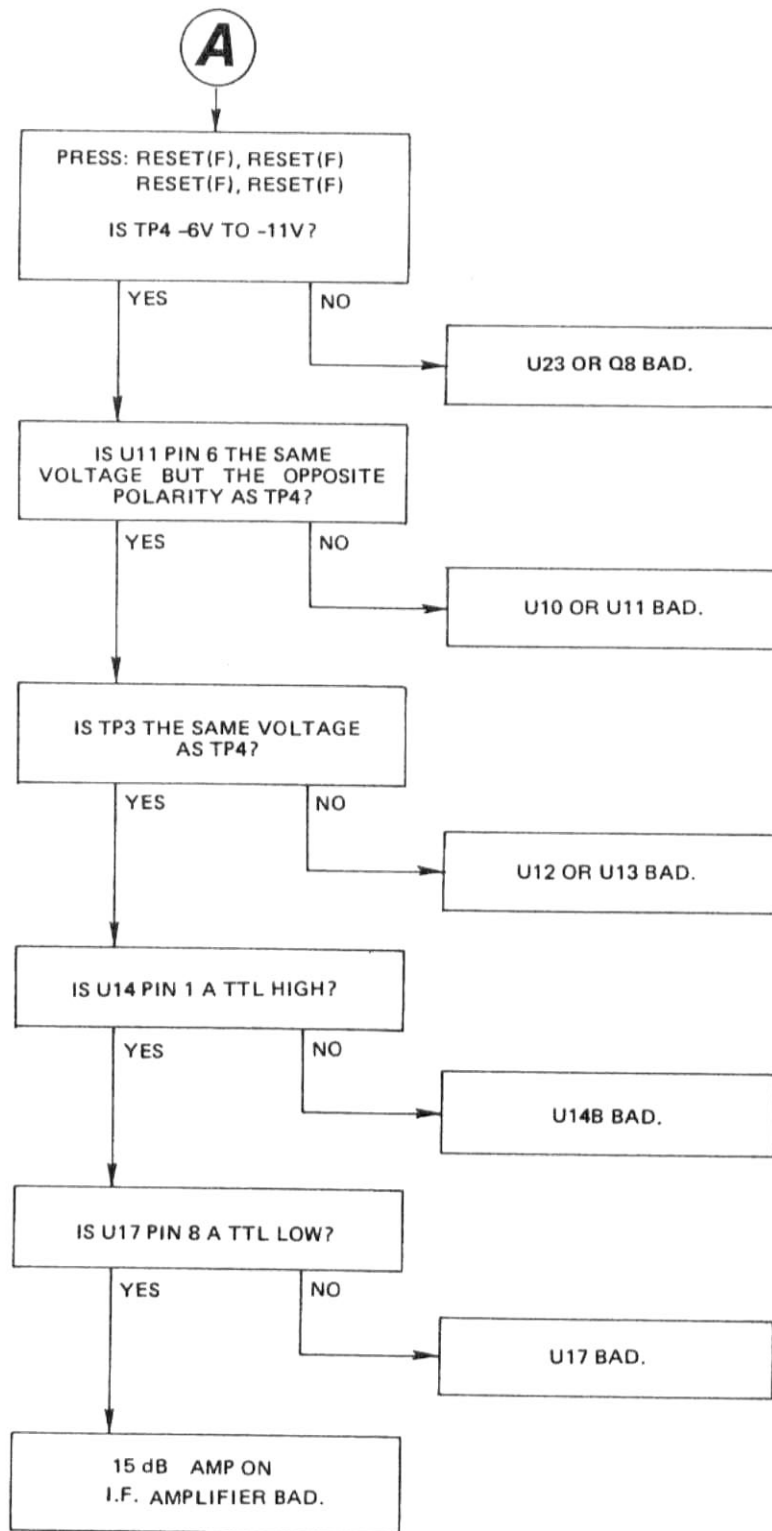 A
PRESS: RESET(F), RESET(F)
RESET(F), RESET(F)
IS TP4 -6V TO -11V?
YES
NO
U23 OR Q8 BAD.
IS U11 PIN 6 THE SAME
VOLTAGE BUT THE OPPOSITE
POLARITY AS TP4?
YES
NO
U10 OR U11 BAD.
IS TP3 THE SAME VOLTAGE
AS TP4?
YES
NO
U12 OR U13 BAD.
IS U14 PIN 1 A TTL HIGH?
YES
NO
U14B BAD.
IS U17 PIN 8 A TTL LOW?
YES
NO
U17 BAD.
15 dB AMP ON
I.F. AMPLIFIER BAD.